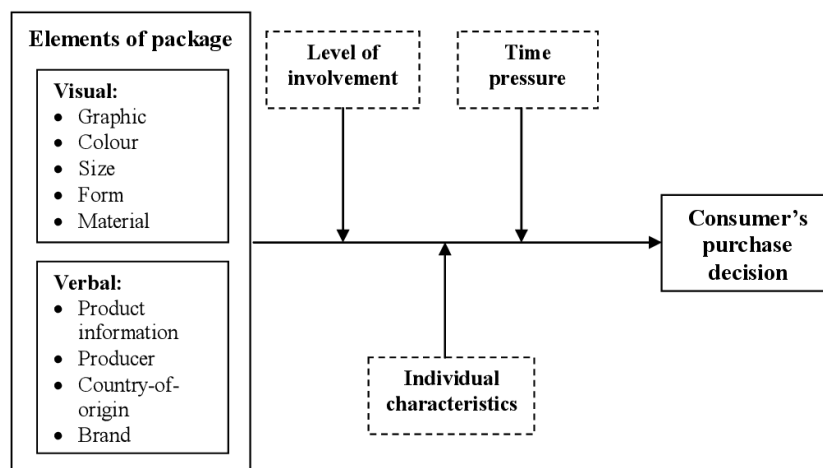 Elements of package
Visual:
• Graphic
• Colour
• Size
• Form
• Material
Verbal:
• Product
information
• Producer
• Country-of-
origin
• Brand
Level of
involvement
Time
pressure
Individual
characteristics
Consumer’s
purchase
decision